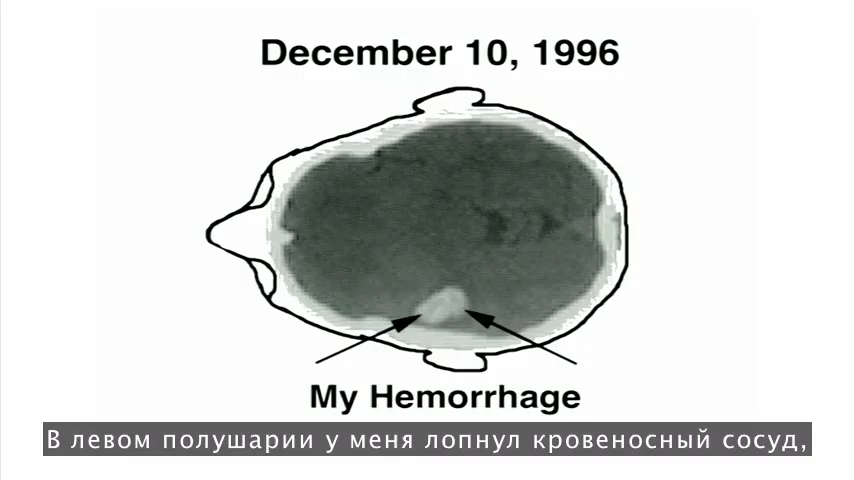 December 10, 1996
My Hemorrhage
В левом полушарии у меня лопнул кровеносный сосуд,